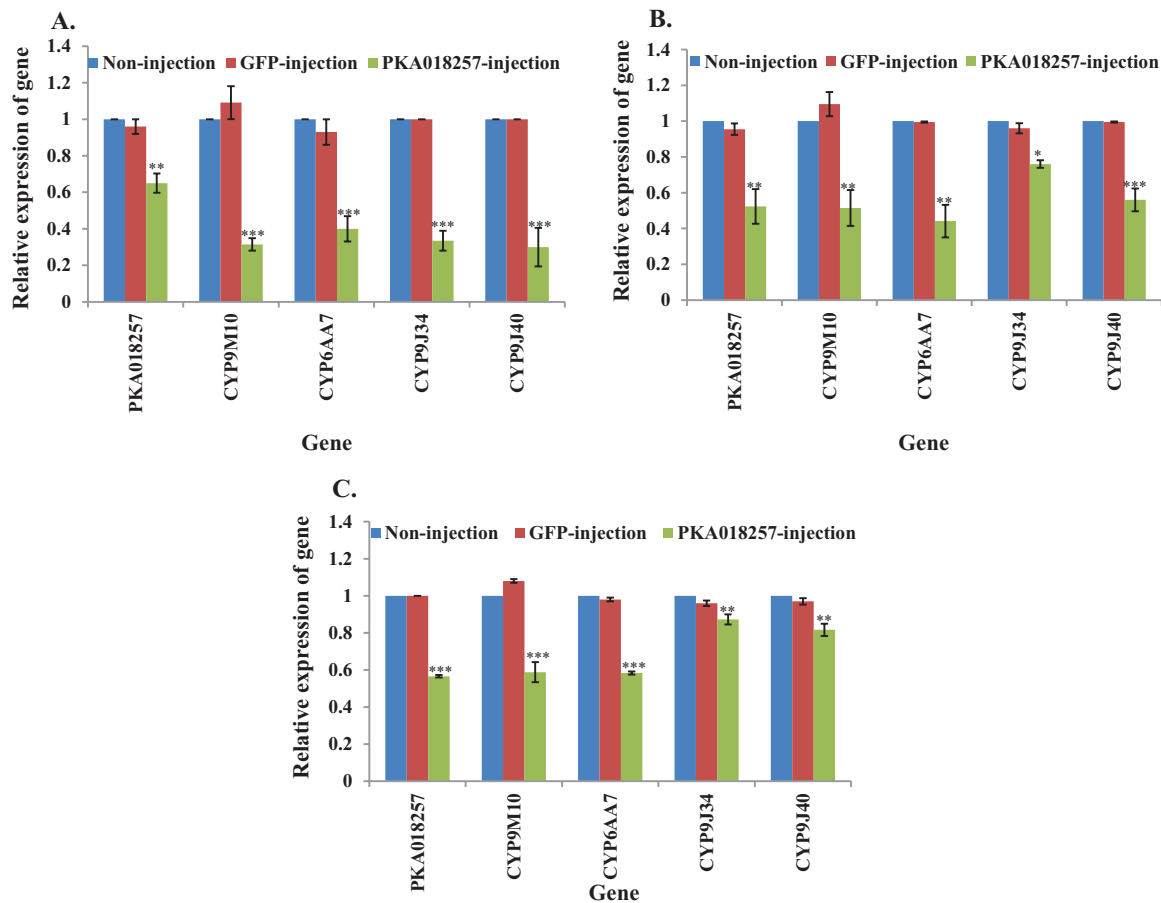 A.
Relative expression of gene
1.4
1.2
1
0.8
0.6
0.4
0.2
0
Non-injection GFP-injection PKA018257-injection
**
***
***
***
***
PKA018257
CYP9M10
CYP6AA7
CYP9J34
CYP9J40
Gene
B.
Relative expression of gene
1.4
1.2
1
0.8
0.6
0.4
0.2
0
Non-injection GFP-injection PKA018257-injection
**
**
**
*
***
PKA018257
CYP9M10
CYP6AA7
CYP9J34
CYP9J40
Gene
C.
Relative expression of gene
1.4
1.2
1
0.8
0.6
0.4
0.2
0
Non-injection GFP-injection PKA018257-injection
***
***
***
**
**
PKA018257
CYP9M10
CYP6AA7
CYP9J34
CYP9J40
Gene